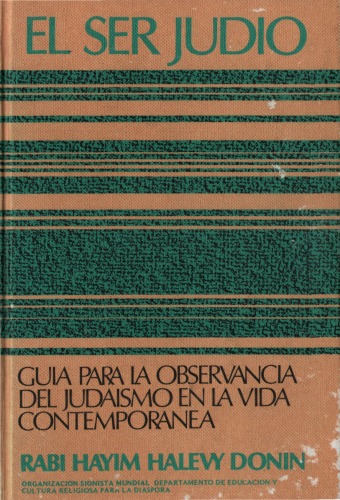 EL SER JUDIO
GUIA PARA LA OBSERVANCIA
DEL JUDAISMO EN LA VIDA
CONTEMPORANEA
RABI HAYIM HALEVY DONIN
ORGANIZACION SIONISTA MUNDIAL DEPARTAMENTO DE EDUCACION Y
CULTURA RELIGIOSA PARA LA DIASPORA